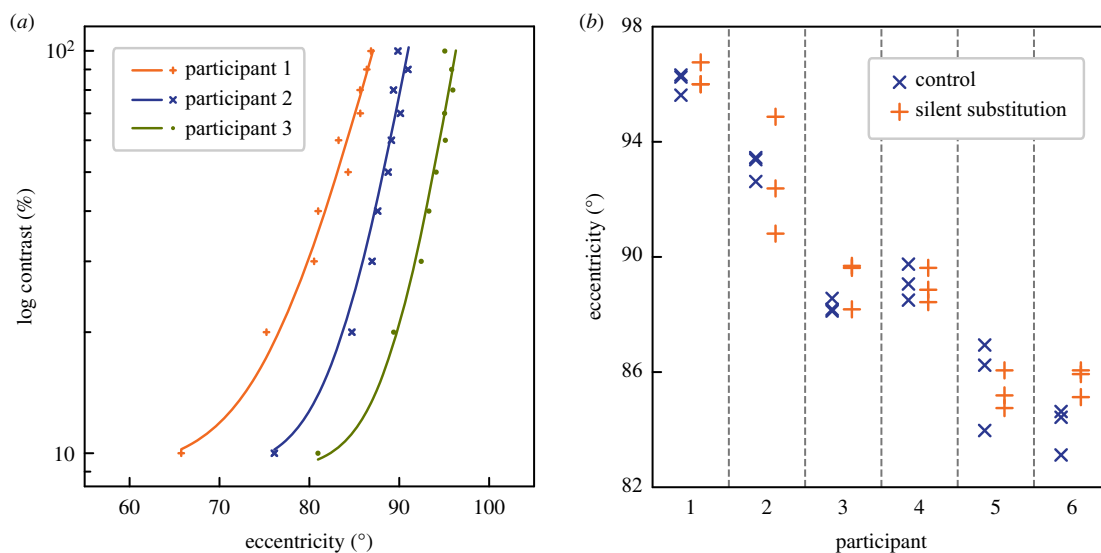 (a)
10²
10
log contrast (%)
participant 1
participant 2
participant 3
60 70 80 90 100
eccentricity (°)
(b)
98
94
90
86
82
eccentricity (°)
control
silent substitution
1 2 3 4 5 6
participant